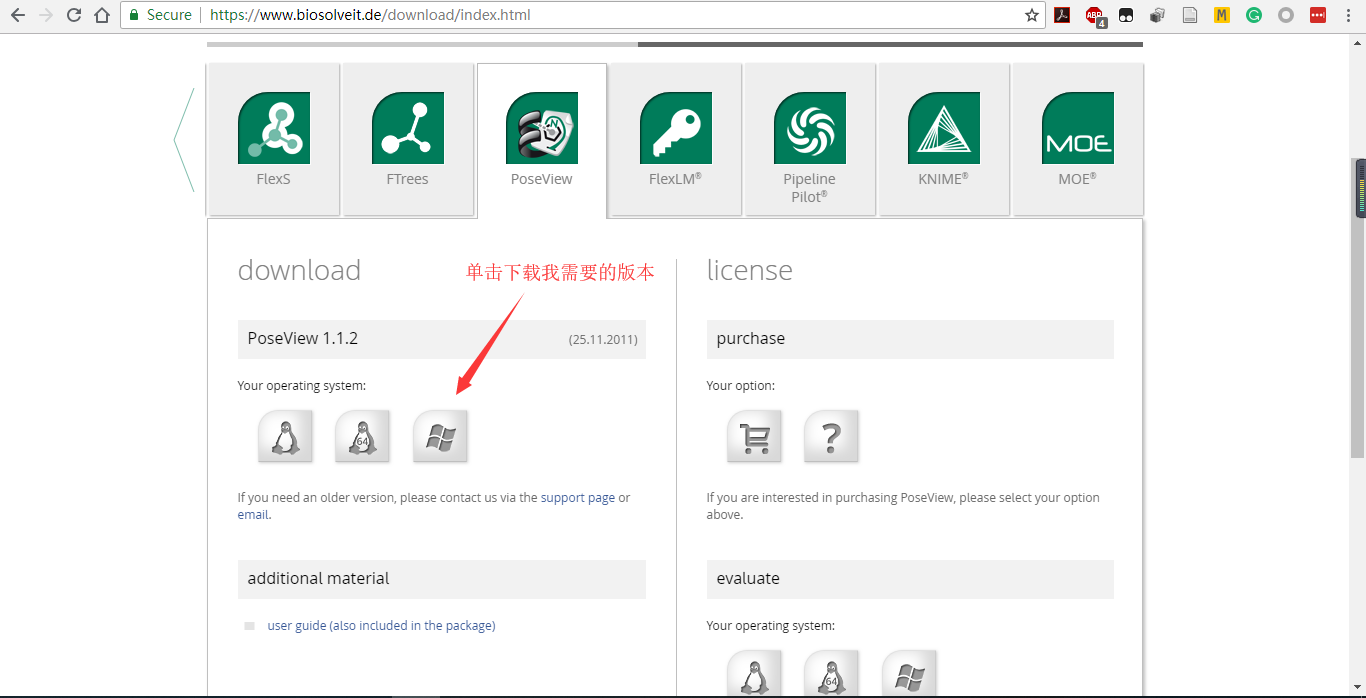 Secure
https://www.biosolveit.de/download/index.html
ABP
4
M
G
FlexS
FTrees
N
PoseView
FlexLM®
Pipeline
Pilot®
KNIME®
MOE
MOE®
download
单击下载我需要的版本
license
PoseView 1.1.2
(25.11.2011)
purchase
Your operating system:
Your option:
64
?
If you need an older version, please contact us via the support page or
email.
If you are interested in purchasing PoseView, please select your option
above.
additional material
evaluate
user guide (also included in the package)
Your operating system:
64